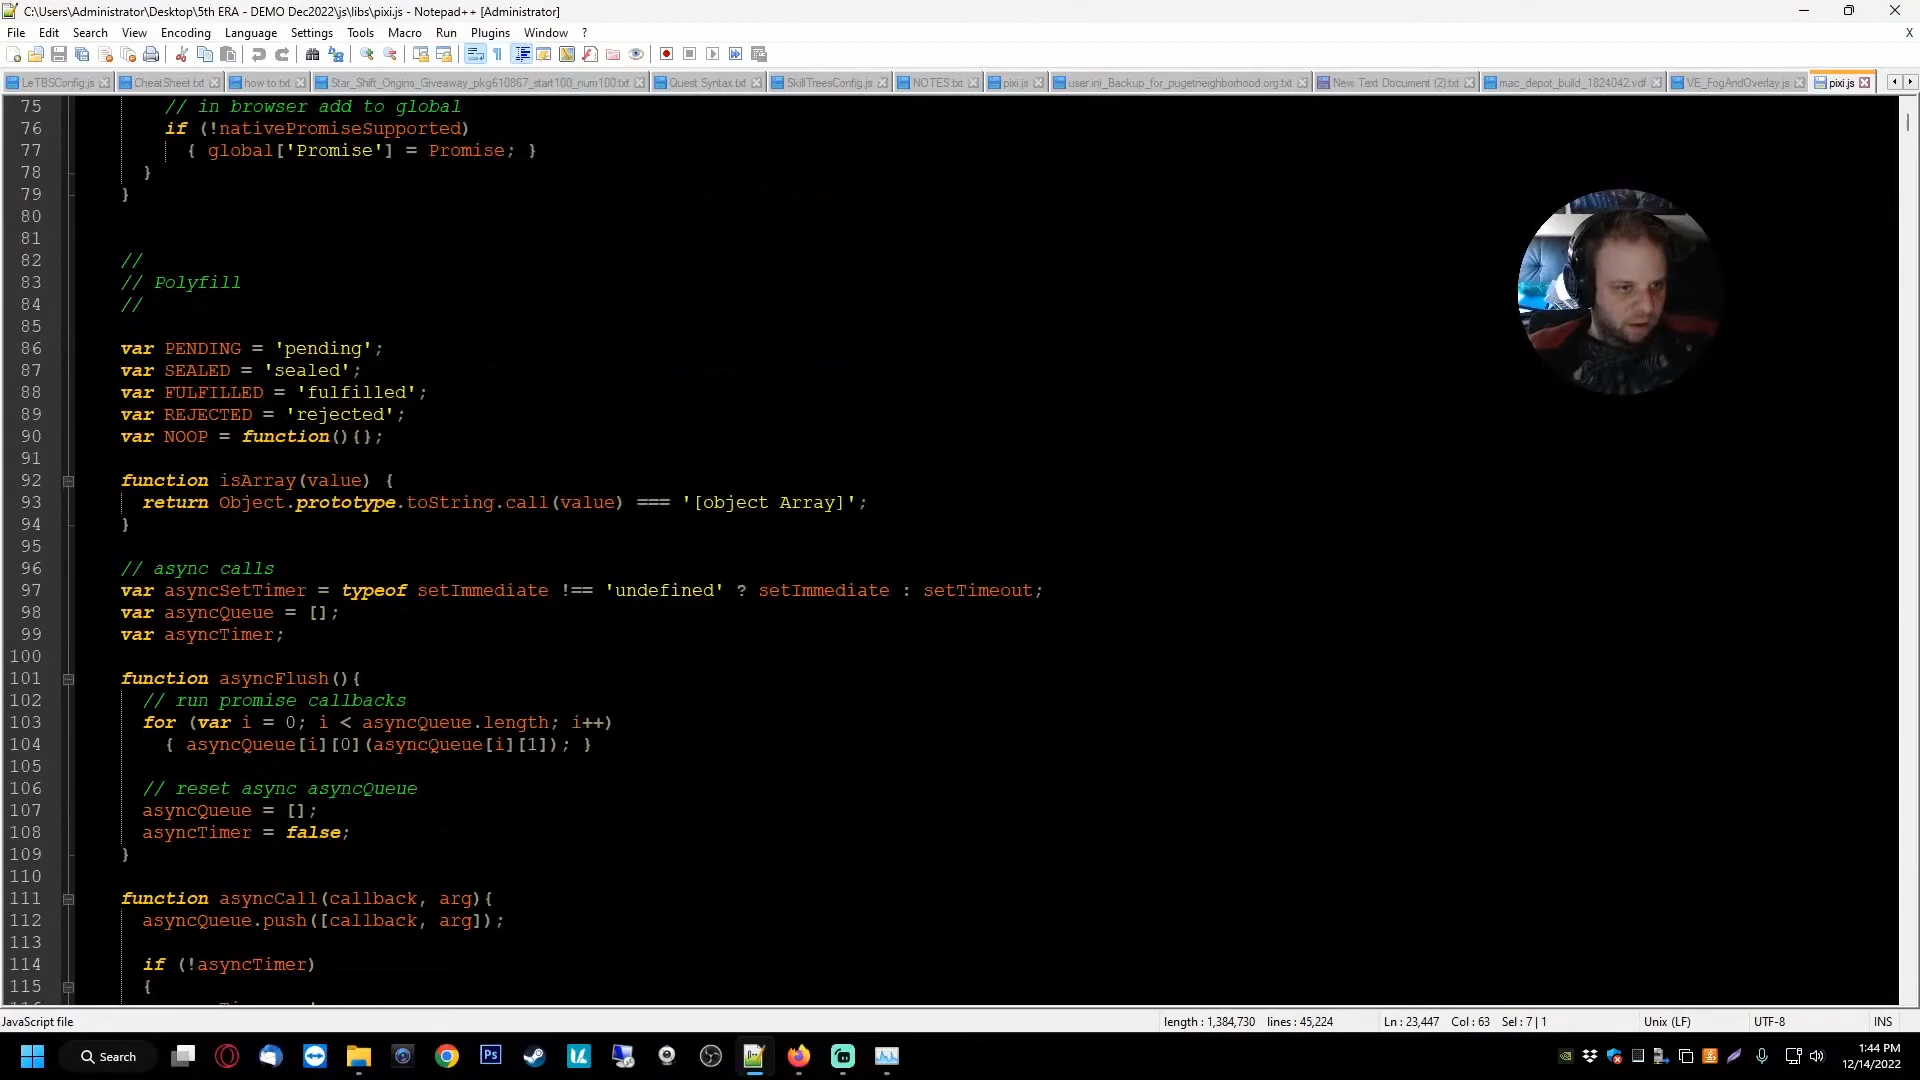 C:\Users\Administrator\Desktop\5th ERA - DEMO Dec2022\js\libs\pixi.js - Notepad++ [Administrator]
File Edit Search View Encoding Language Settings Tools Macro Run Plugins Window ? X
LeTBSConfig.js CheatSheet.txt how to.txt Star_Shift_Origins_Giveaway_pkg610867_start100_num100.txt Quest Syntax.txt SkillTreesConfig.js NOTES.txt pixi.js user.ini_Backup_for_pugetneighborhood.org.txt New Text Document (2).txt mac_depot_build_1824042.vdf VE_FogAndOverlay.js pixi.js
75 // in browser add to global
76 if (!nativePromiseSupported)
77 { global['Promise'] = Promise; }
78 }
79 }
80
81
82 //
83 // Polyfill
84 //
85
86 var PENDING = 'pending';
87 var SEALED = 'sealed';
88 var FULFILLED = 'fulfilled';
89 var REJECTED = 'rejected';
90 var NOOP = function(){};
91
92 function isArray(value) {
93 return Object.prototype.toString.call(value) === '[object Array]';
94 }
95
96 // async calls
97 var asyncSetTimer = typeof setImmediate !== 'undefined' ? setImmediate : setTimeout;
98 var asyncQueue = [];
99 var asyncTimer;
100
101 function asyncFlush(){
102 // run promise callbacks
103 for (var i = 0; i < asyncQueue.length; i++)
104 { asyncQueue[i][0](asyncQueue[i][1]); }
105
106 // reset async asyncQueue
107 asyncQueue = [];
108 asyncTimer = false;
109 }
110
111 function asyncCall(callback, arg){
112 asyncQueue.push([callback, arg]);
113
114 if (!asyncTimer)
115 {
JavaScript file length : 1,384,730 lines : 45,224 Ln : 23,447 Col : 63 Sel : 7 | 1 Unix (LF) UTF-8 INS
Search Ps 1:44 PM
12/14/2022